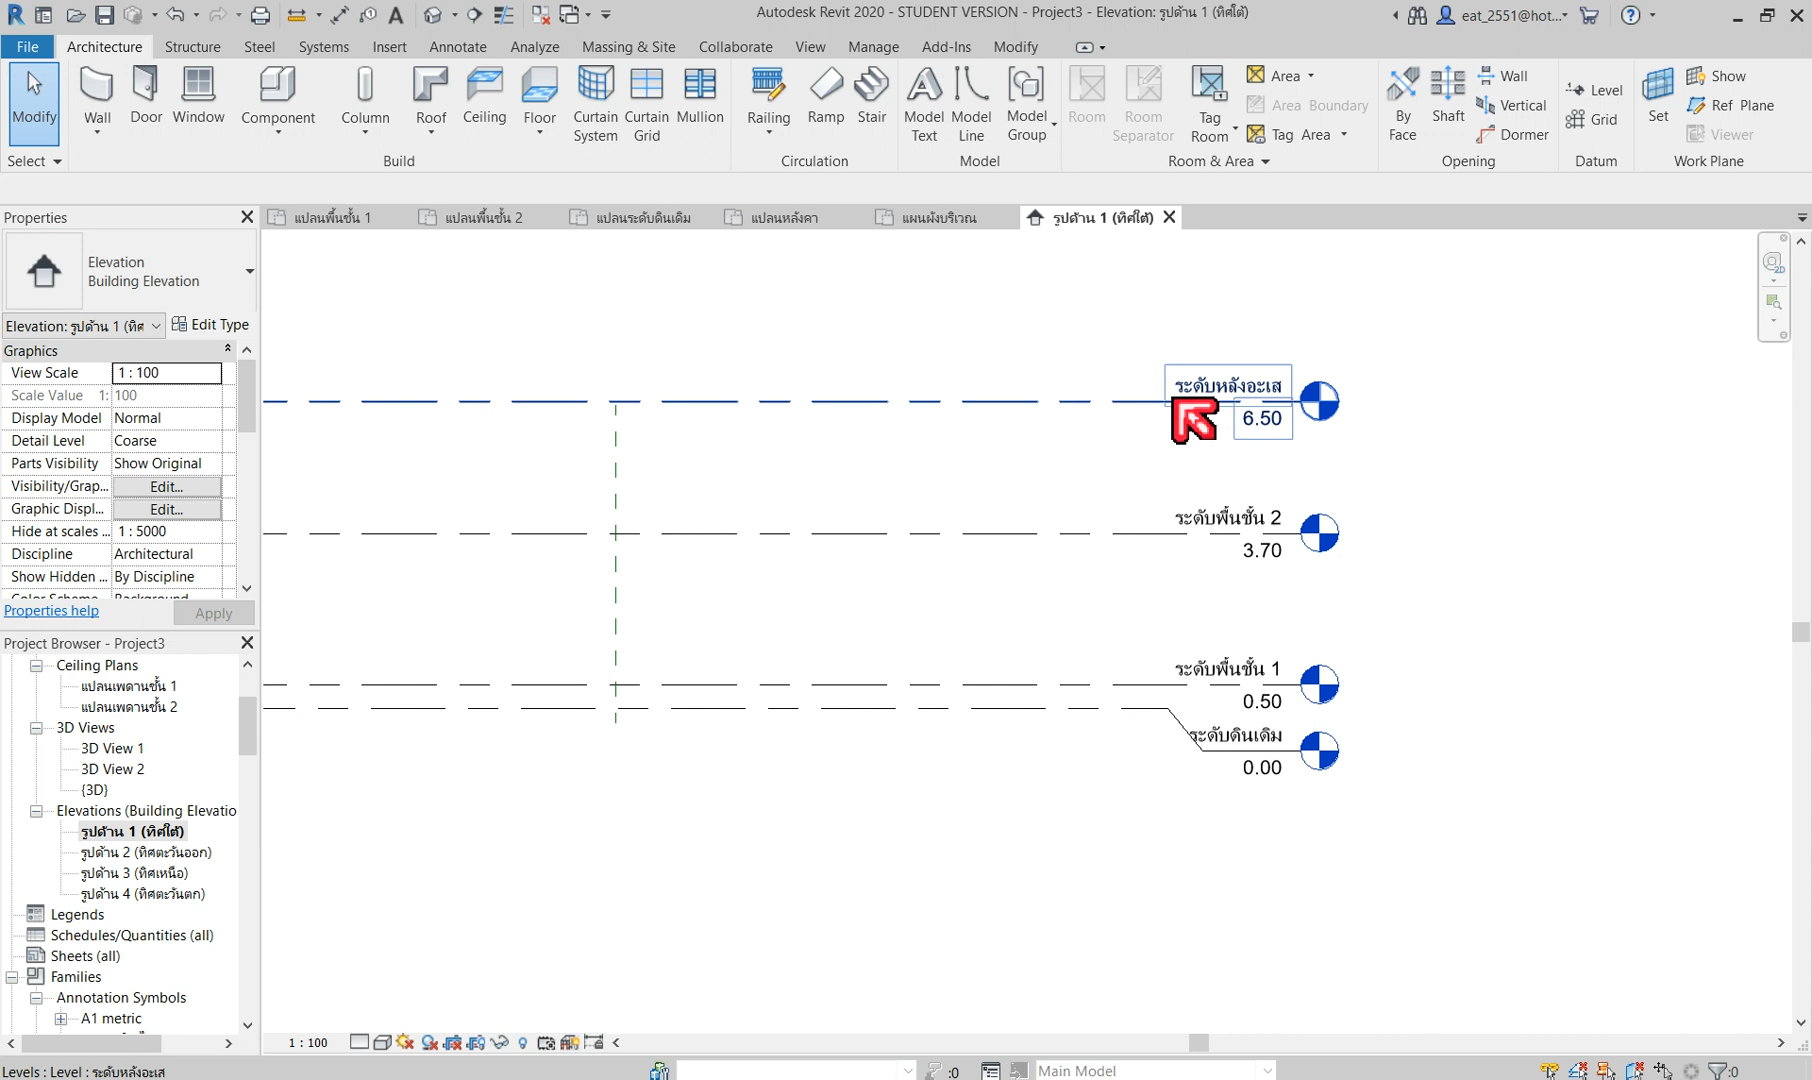 Autodesk Revit 2020 - STUDENT VERSION - Project3 - Elevation: รูปด้าน 1 (ทิศใต้)
eat_2551@hot...
File Architecture Structure Steel Systems Insert Annotate Analyze Massing & Site Collaborate View Manage Add-Ins Modify
Modify Wall Door Window Component Column Roof Ceiling Floor Curtain System Curtain Grid Mullion Railing Ramp Stair Model Text Model Line Model Group Room Room Separator Tag Room By Face Shaft Set
Area
Area Boundary
Tag Area
Wall
Vertical
Dormer
Level
Grid
Show
Ref Plane
Viewer
Select Build Circulation Model Room & Area Opening Datum Work Plane
แปลนพื้นชั้น 1 แปลนพื้นชั้น 2 แปลนระดับดินเดิม แปลนหลังคา แผนผังบริเวณ รูปด้าน 1 (ทิศใต้)
Properties
Elevation
Building Elevation
Elevation: รูปด้าน 1 (ทิศ Edit Type
Graphics
View Scale 1 : 100
Scale Value 1: 100
Display Model Normal
Detail Level Coarse
Parts Visibility Show Original
Visibility/Grap... Edit...
Graphic Displ... Edit...
Hide at scales ... 1 : 5000
Discipline Architectural
Show Hidden ... By Discipline
Color Scheme Background
Properties help Apply
Project Browser - Project3
Ceiling Plans
แปลนเพดานชั้น 1
แปลนเพดานชั้น 2
3D Views
3D View 1
3D View 2
{3D}
Elevations (Building Elevatio
รูปด้าน 1 (ทิศใต้)
รูปด้าน 2 (ทิศตะวันออก)
รูปด้าน 3 (ทิศเหนือ)
รูปด้าน 4 (ทิศตะวันตก)
Legends
Schedules/Quantities (all)
Sheets (all)
Families
Annotation Symbols
A1 metric
ระดับหลังอะเส
6.50
ระดับพื้นชั้น 2
3.70
ระดับพื้นชั้น 1
0.50
ระดับดินเดิม
0.00
2D
1 : 100
Levels : Level : ระดับหลังอะเส
:0
Main Model
:0